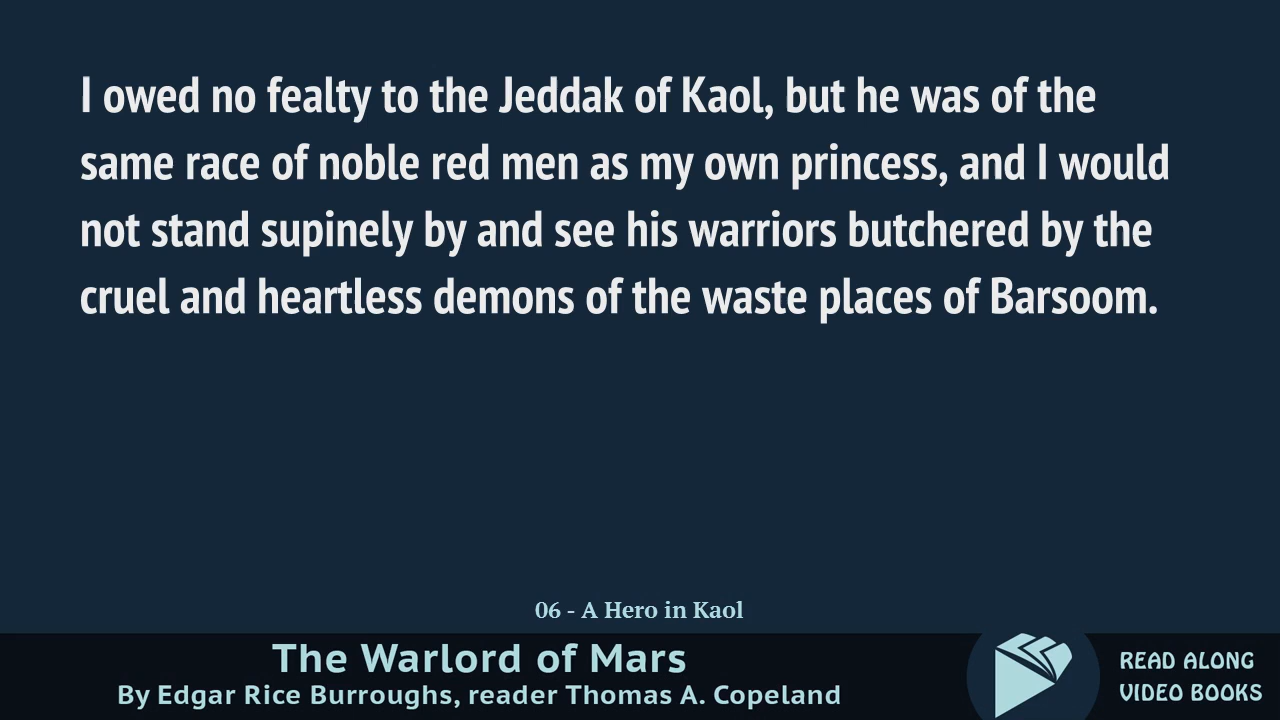 I owed no fealty to the Jeddak of Kaol, but he was of the
same race of noble red men as my own princess, and I would
not stand supinely by and see his warriors butchered by the
cruel and heartless demons of the waste places of Barsoom.
06 - A Hero in Kaol
The Warlord of Mars
By Edgar Rice Burroughs, reader Thomas A. Copeland
READ ALONG
VIDEO BOOKS